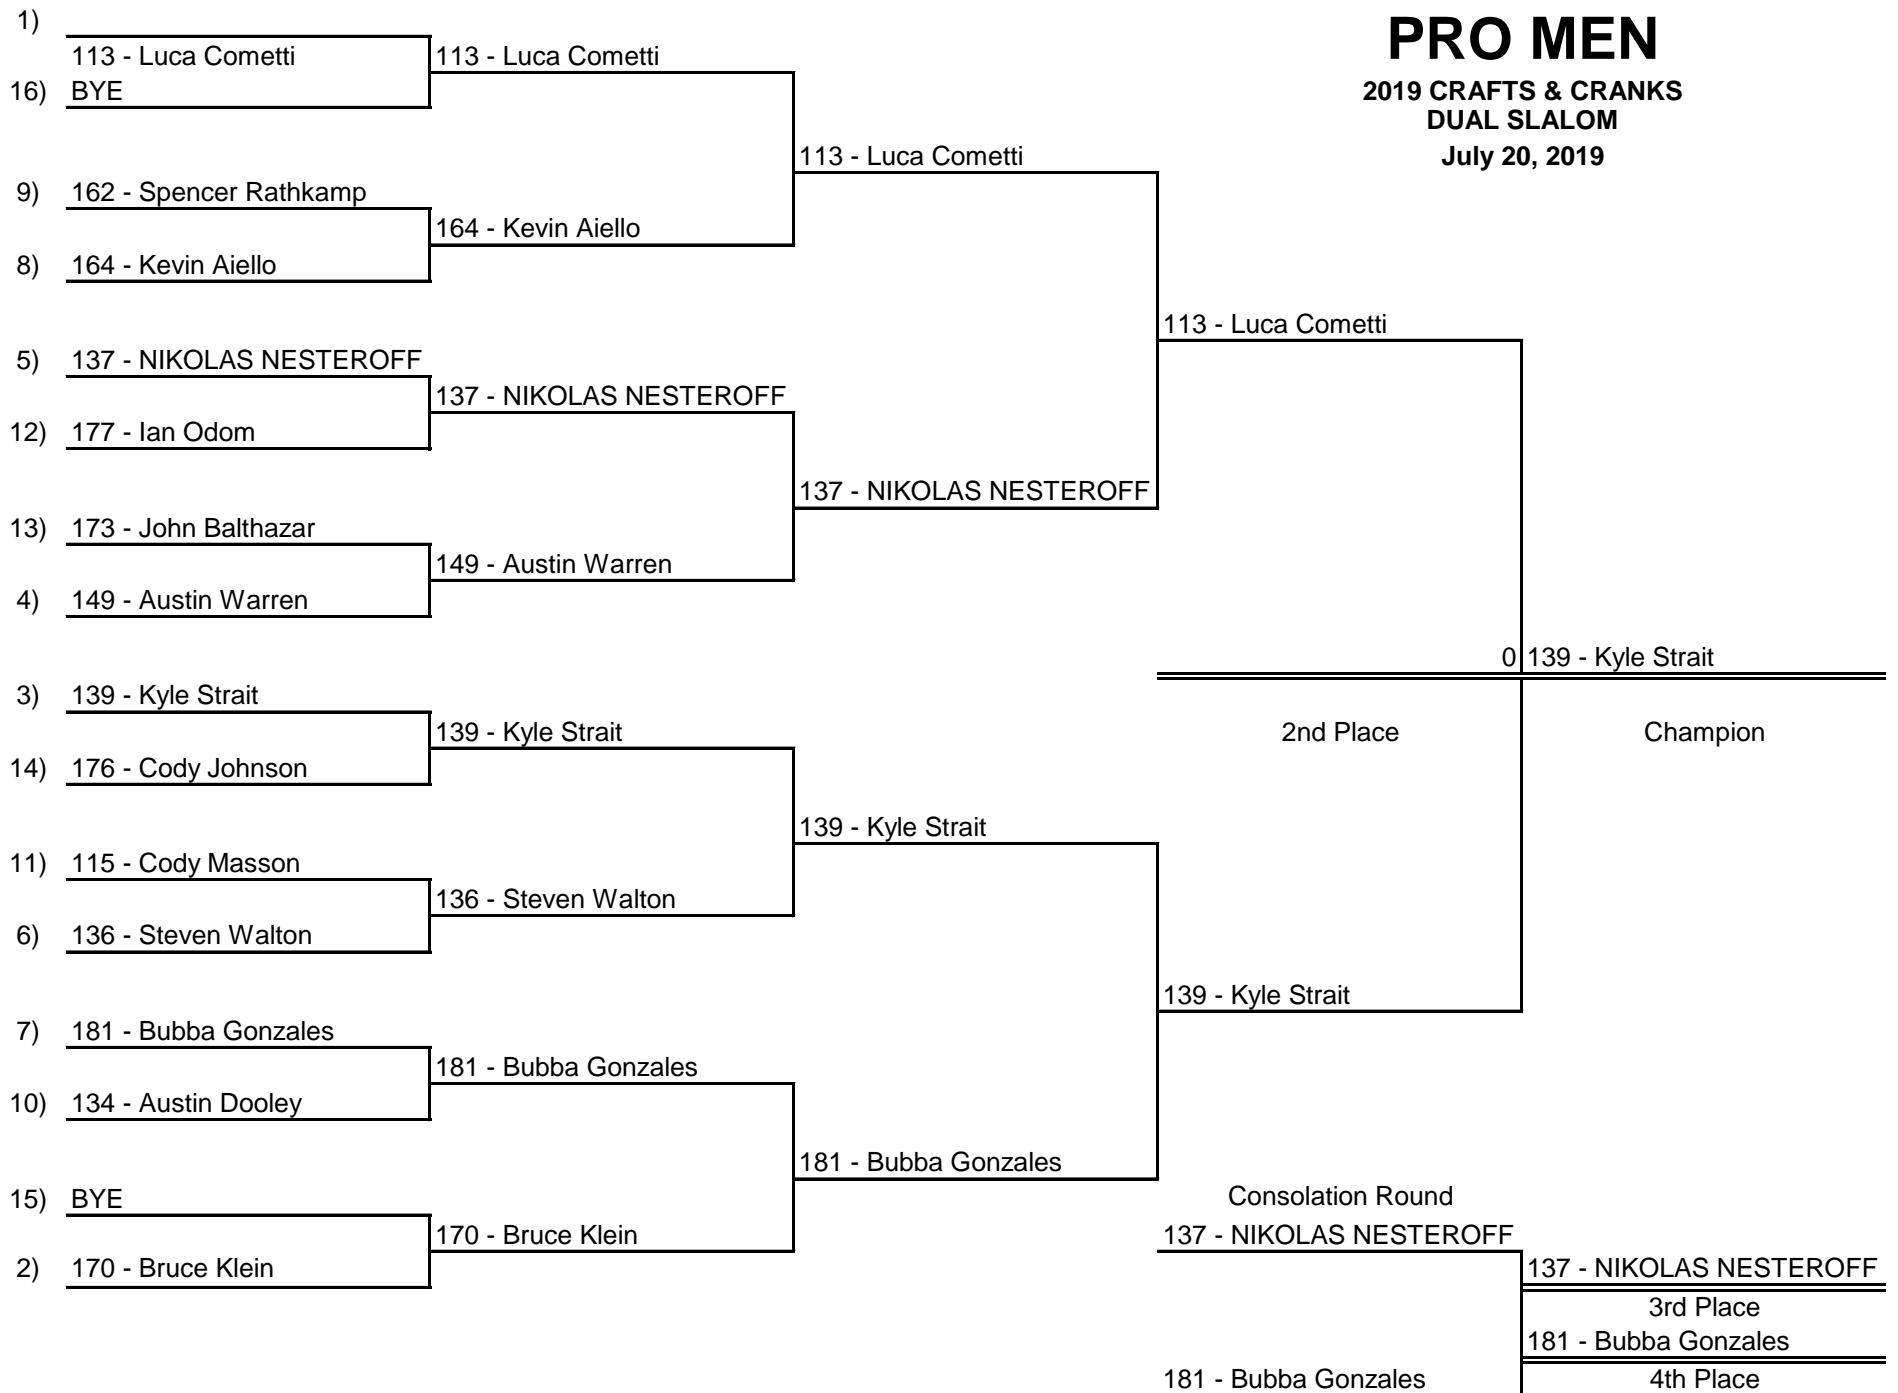 PRO MEN
2019 CRAFTS & CRANKS
DUAL SLALOM
July 20, 2019
1)
113 - Luca Cometti
16) BYE
9) 162 - Spencer Rathkamp
8) 164 - Kevin Aiello
5) 137 - NIKOLAS NESTEROFF
12) 177 - Ian Odom
13) 173 - John Balthazar
4) 149 - Austin Warren
3) 139 - Kyle Strait
14) 176 - Cody Johnson
11) 115 - Cody Masson
6) 136 - Steven Walton
7) 181 - Bubba Gonzales
10) 134 - Austin Dooley
15) BYE
2) 170 - Bruce Klein
113 - Luca Cometti
164 - Kevin Aiello
137 - NIKOLAS NESTEROFF
149 - Austin Warren
139 - Kyle Strait
136 - Steven Walton
181 - Bubba Gonzales
170 - Bruce Klein
113 - Luca Cometti
137 - NIKOLAS NESTEROFF
139 - Kyle Strait
181 - Bubba Gonzales
113 - Luca Cometti
139 - Kyle Strait
0 139 - Kyle Strait
2nd Place Champion
Consolation Round
137 - NIKOLAS NESTEROFF
181 - Bubba Gonzales
137 - NIKOLAS NESTEROFF
3rd Place
181 - Bubba Gonzales
4th Place